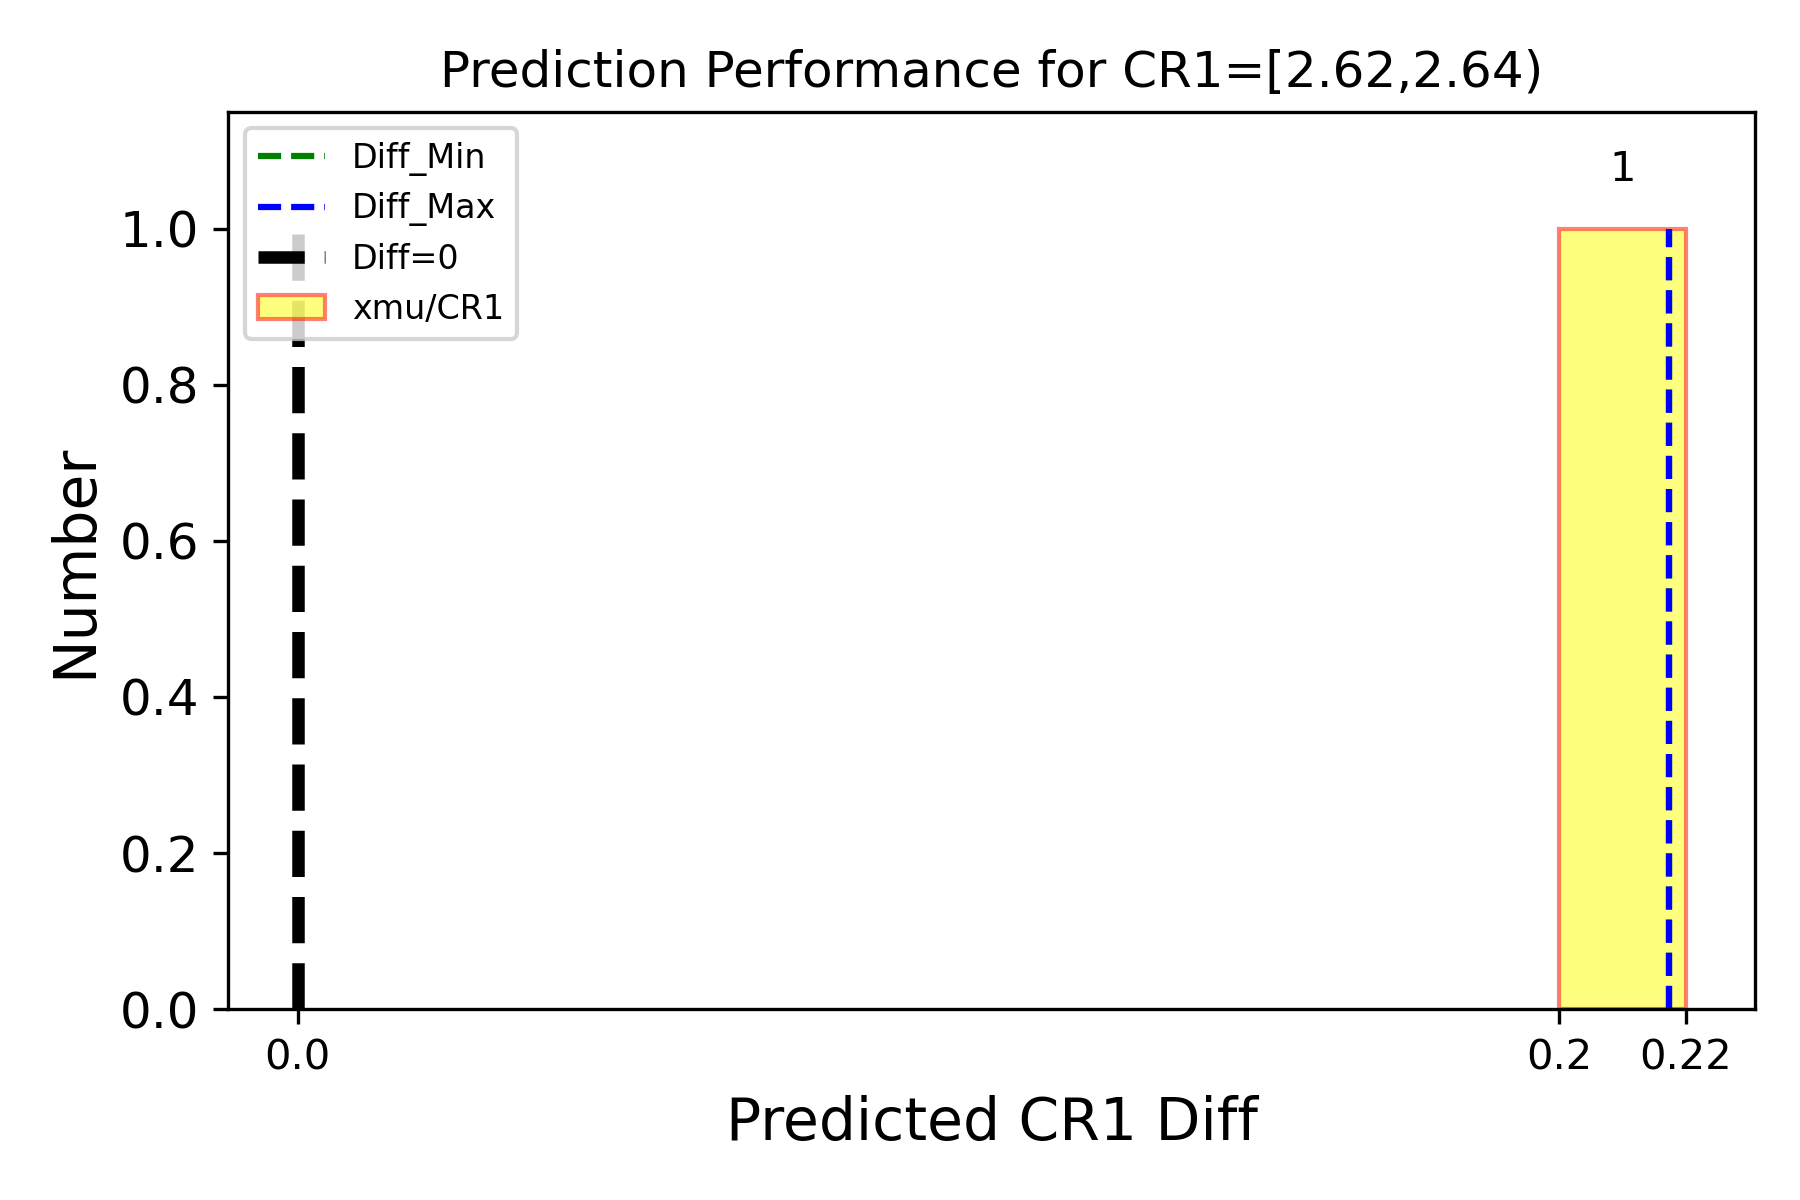 Prediction Performance for CR1=[2.62,2.64)
Diff_Min
Diff_Max
Diff=0
xmu/CR1
1
1.0
0.8
0.6
0.4
0.2
0.0
Number
0.0
0.2
0.22
Predicted CR1 Diff